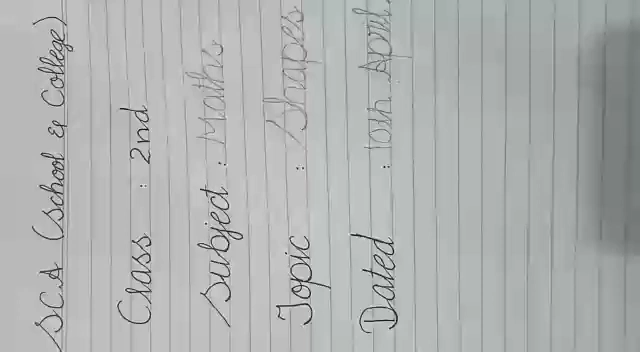 SCA (School & College)
Class : 2nd
Subject : Maths
Topic : Shapes
Dated : 10th April.